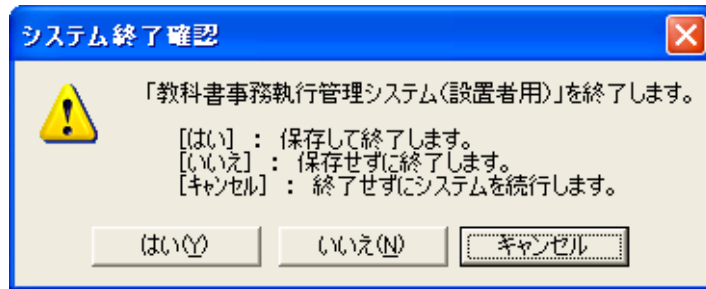 システム終了確認
「教科書事務執行管理システム(設置者用)」を終了します。
[はい] : 保存して終了します。
[いいえ] : 保存せずに終了します。
[キャンセル] : 終了せずにシステムを続行します。
はい(Y)
いいえ(N)
キャンセル